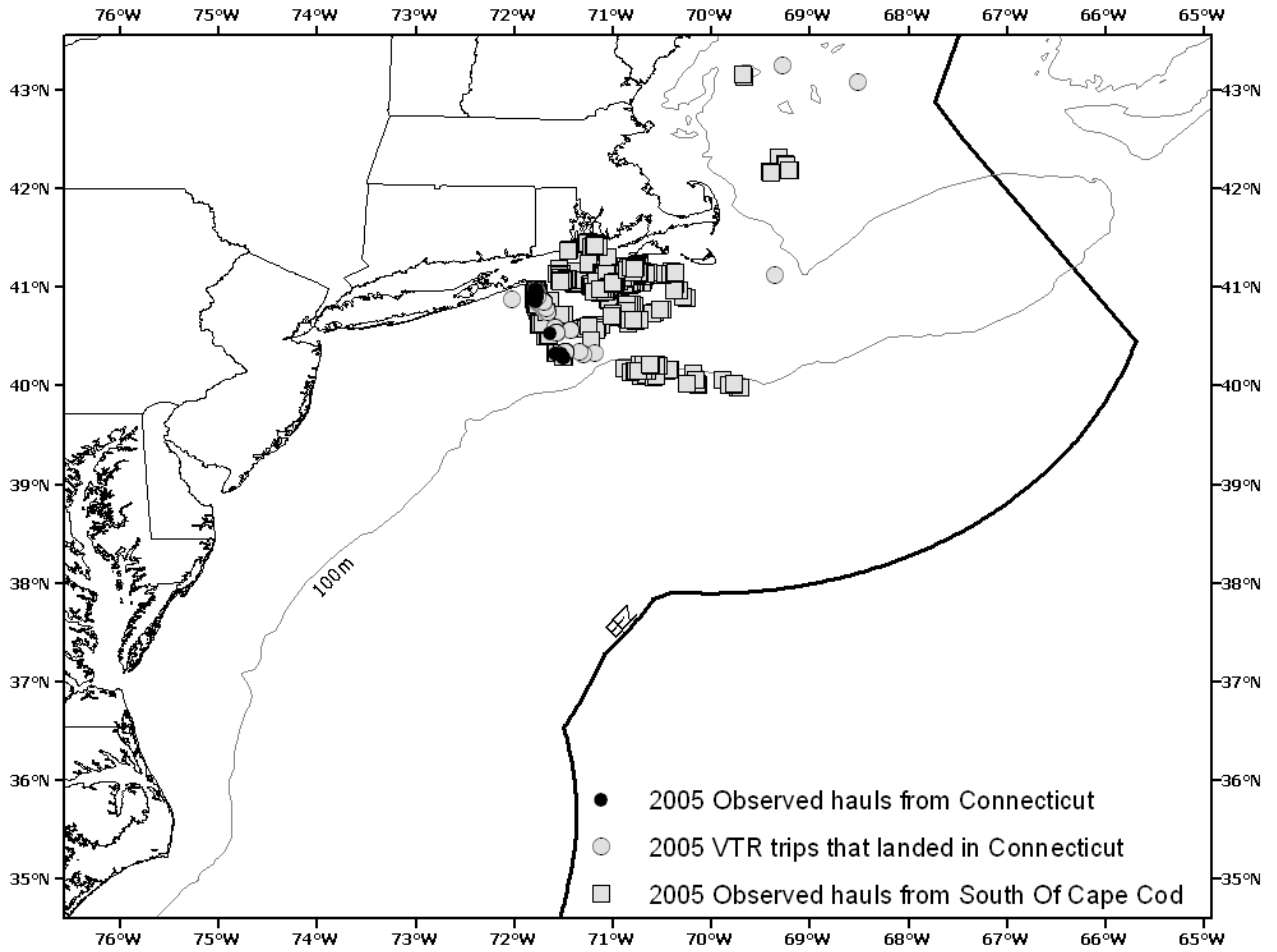 76°W 75°W 74°W 73°W 72°W 71°W 70°W 69°W 68°W 67°W 66°W 65°W
43°N 43°N
42°N 42°N
41°N 41°N
40°N 40°N
39°N 39°N
38°N 38°N
100m
EEZ
37°N 37°N
36°N 36°N
2005 Observed hauls from Connecticut
2005 VTR trips that landed in Connecticut
35°N 35°N
2005 Observed hauls from South Of Cape Cod
76°W 75°W 74°W 73°W 72°W 71°W 70°W 69°W 68°W 67°W 66°W 65°W